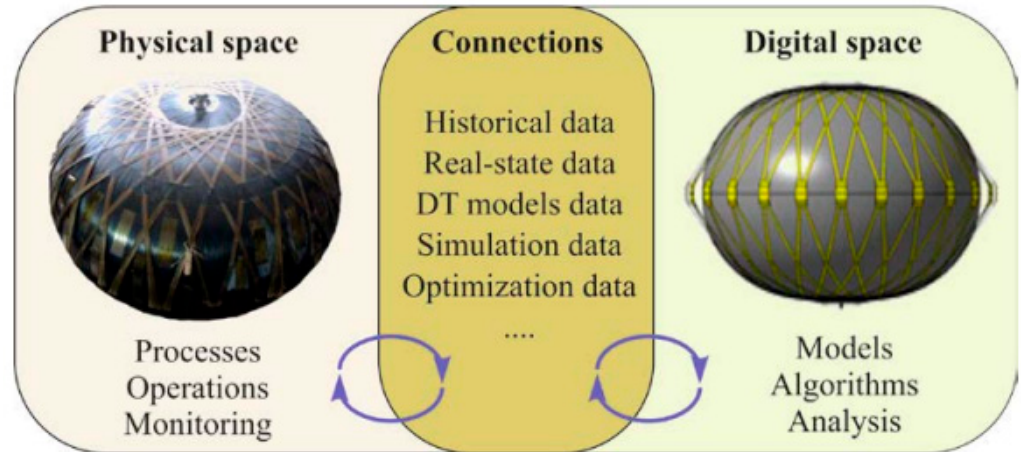 Physical space
Processes
Operations
Monitoring
Connections
Historical data
Real-state data
DT models data
Simulation data
Optimization data
....
Digital space
Models
Algorithms
Analysis